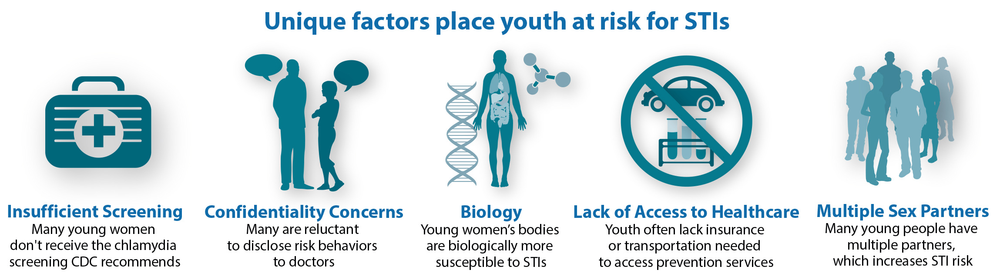 Unique factors place youth at risk for STIs
Insufficient Screening
Many young women
don't receive the chlamydia
screening CDC recommends
Confidentiality Concerns
Many are reluctant
to disclose risk behaviors
to doctors
Biology
Young women’s bodies
are biologically more
susceptible to STIs
Lack of Access to Healthcare
Youth often lack insurance
or transportation needed
to access prevention services
Multiple Sex Partners
Many young people have
multiple partners,
which increases STI risk